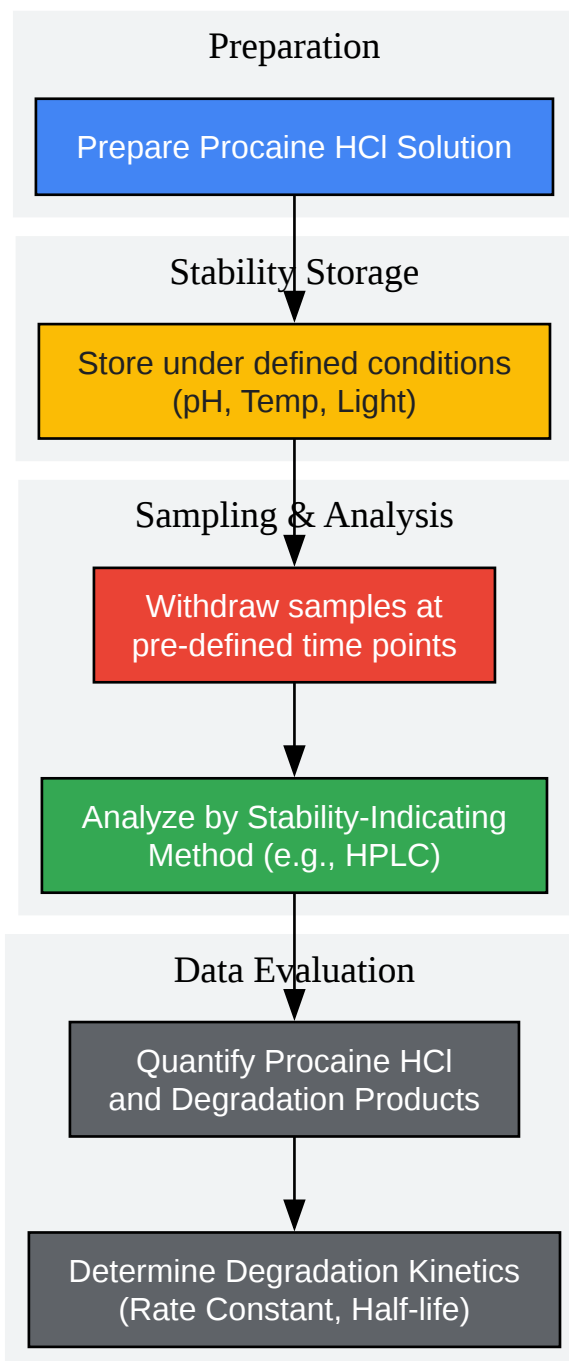 Preparation
Prepare Procaine HCl Solution
Stability Storage
Store under defined conditions
(pH, Temp, Light)
Sampling & Analysis
Withdraw samples at
pre-defined time points
Analyze by Stability-Indicating
Method (e.g., HPLC)
Data Evaluation
Quantify Procaine HCl
and Degradation Products
Determine Degradation Kinetics
(Rate Constant, Half-life)